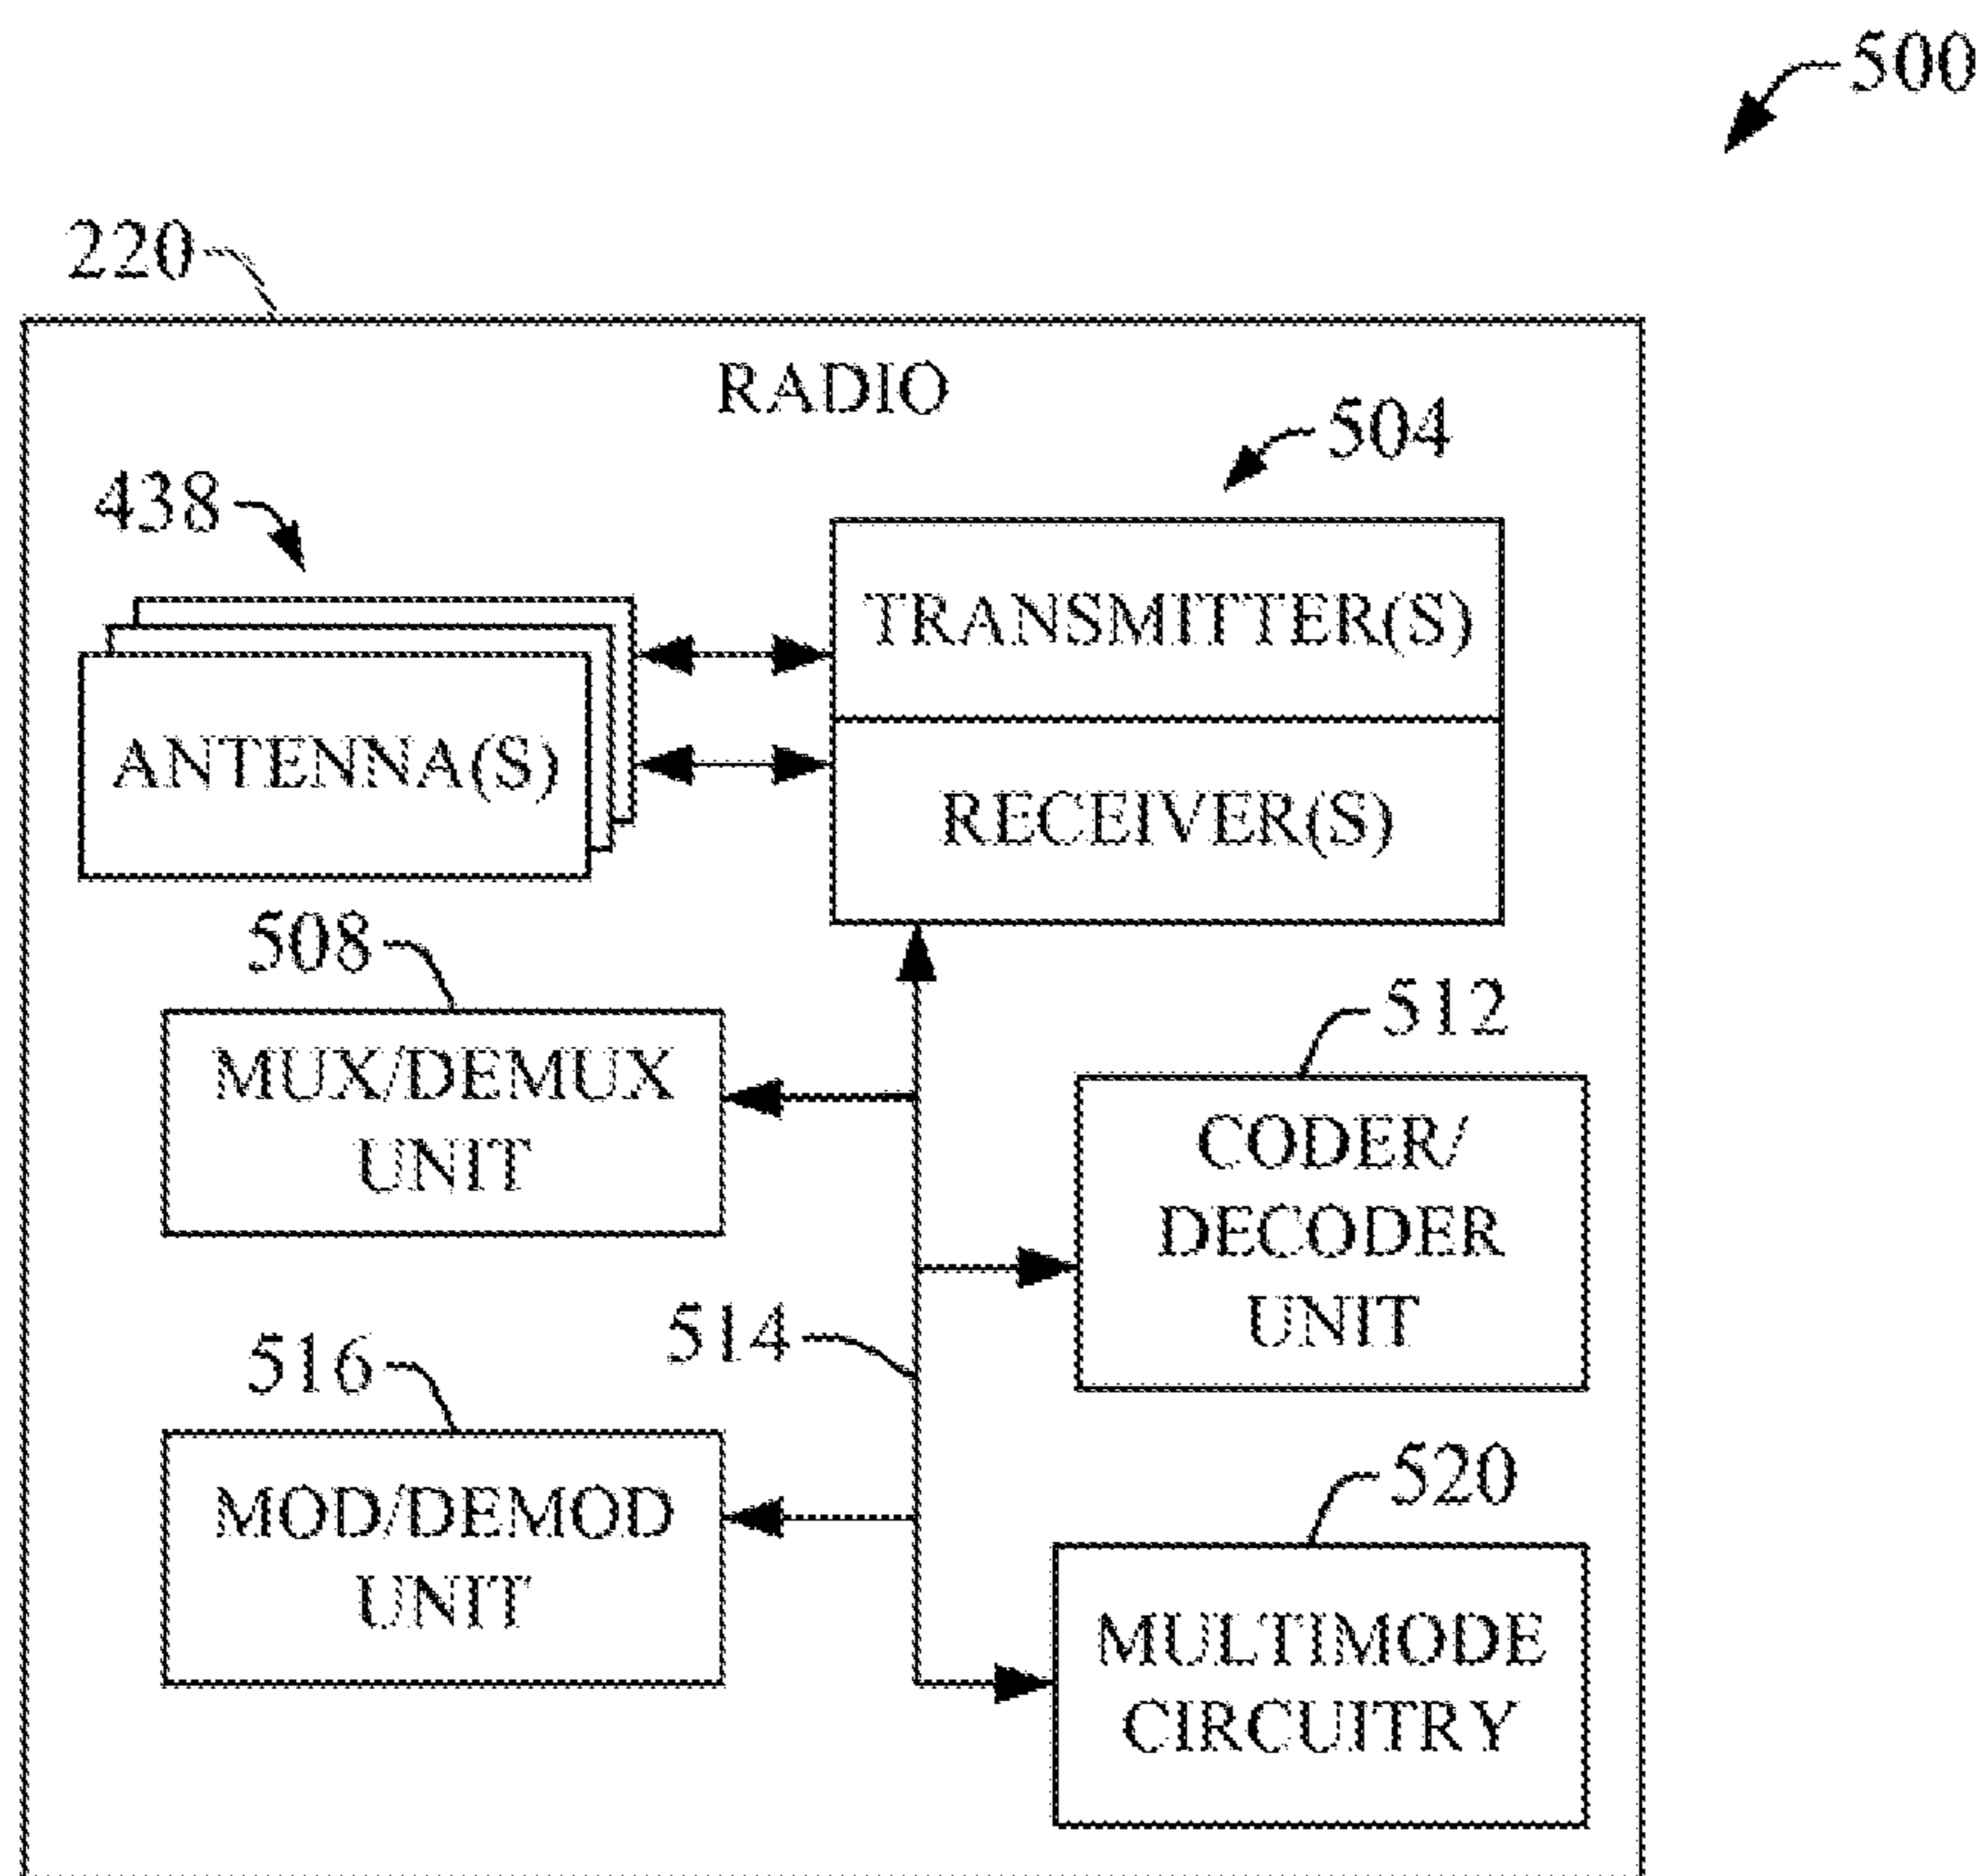 500
220
RADIO
504
438
TRANSMITTER(S)
ANTENNA(S)
RECEIVER(S)
508
512
MUX/DEMUX
UNIT
CODER/
DECODER
UNIT
514
516
520
MOD/DEMOD
UNIT
MULTIMODE
CIRCUITRY